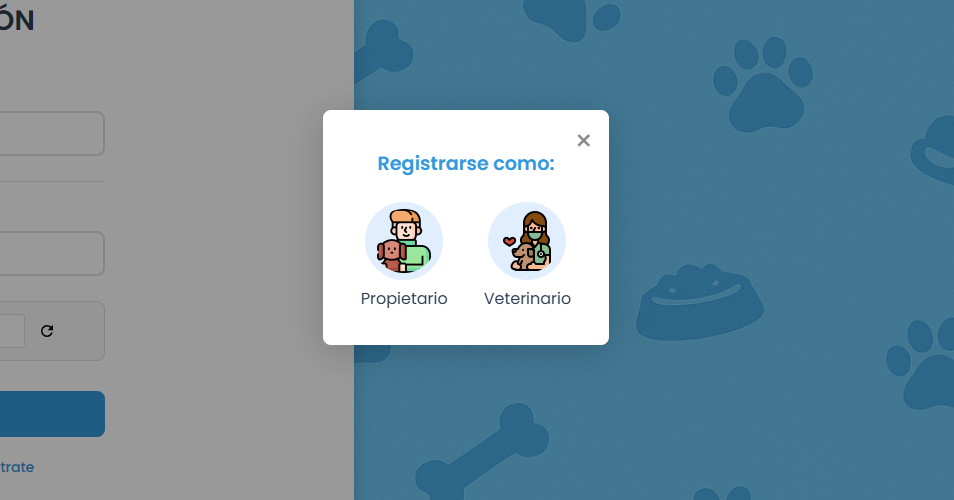 ÓN
Registrarse como:
Propietario
Veterinario
trate